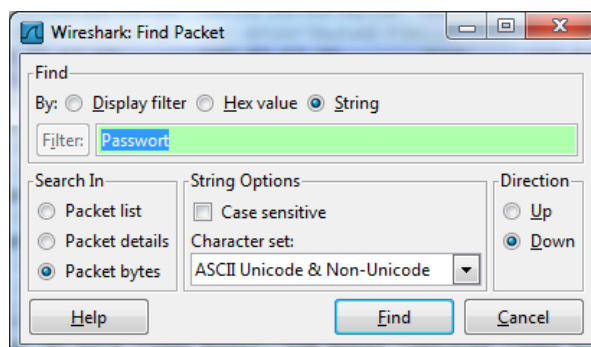 Wireshark: Find Packet
Find
By: Display filter Hex value String
Filter: Passwort
Search In
Packet list
Packet details
Packet bytes
String Options
Case sensitive
Character set:
ASCII Unicode & Non-Unicode
Direction
Up
Down
Help Find Cancel